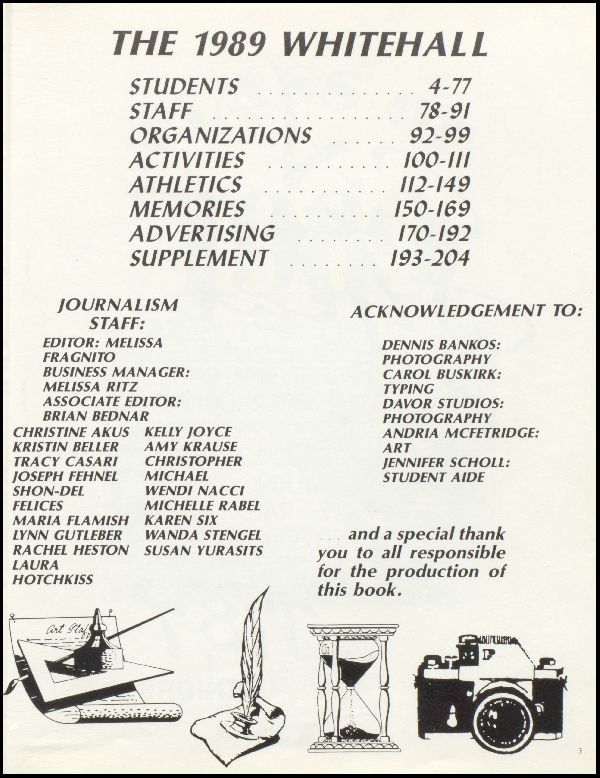 THE 1989 WHITEHALL
STUDENTS . . . . . . . . . . . . . . 4-77
STAFF . . . . . . . . . . . . . . . . . 78-91
ORGANIZATIONS . . . . . . 92-99
ACTIVITIES . . . . . . . . . . . 100-111
ATHLETICS . . . . . . . . . . . 112-149
MEMORIES . . . . . . . . . . 150-169
ADVERTISING . . . . . . . . 170-192
SUPPLEMENT . . . . . . . . 193-204
JOURNALISM
STAFF:
EDITOR: MELISSA
FRAGNITO
BUSINESS MANAGER:
MELISSA RITZ
ASSOCIATE EDITOR:
BRIAN BEDNAR
CHRISTINE AKUS
KRISTIN BELLER
TRACY CASARI
JOSEPH FEHNEL
SHON-DEL
FELICES
MARIA FLAMISH
LYNN GUTLEBER
RACHEL HESTON
LAURA
HOTCHKISS
KELLY JOYCE
AMY KRAUSE
CHRISTOPHER
MICHAEL
WENDI NACCI
MICHELLE RABEL
KAREN SIX
WANDA STENGEL
SUSAN YURASITS
ACKNOWLEDGEMENT TO:
DENNIS BANKOS:
PHOTOGRAPHY
CAROL BUSKIRK:
TYPING
DAVOR STUDIOS:
PHOTOGRAPHY
ANDRIA MCFETRIDGE:
ART
JENNIFER SCHOLL:
STUDENT AIDE
. . . and a special thank
you to all responsible
for the production of
this book.
Art Staff
3